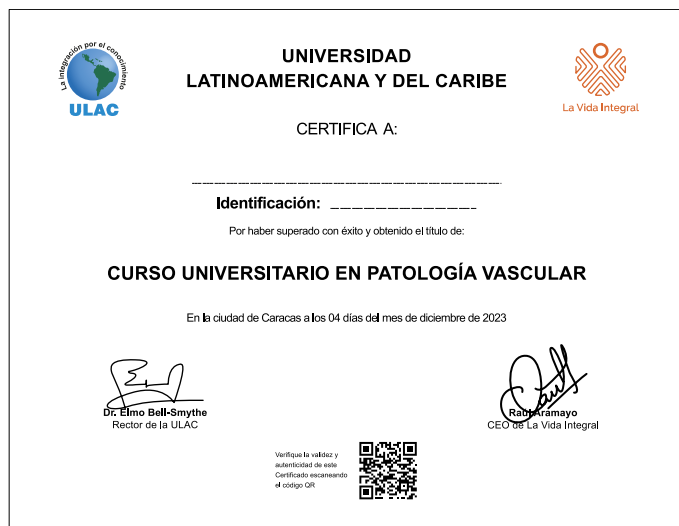 La integración por el conocimiento
ULAC
UNIVERSIDAD
LATINOAMERICANA Y DEL CARIBE
La Vida Integral
CERTIFICA A:
Identificación:
Por haber superado con éxito y obtenido el título de:
CURSO UNIVERSITARIO EN PATOLOGÍA VASCULAR
En la ciudad de Caracas a los 04 días del mes de diciembre de 2023
Dr. Elmo Bell-Smythe
Rector de la ULAC
Raúl Aramayo
CEO de La Vida Integral
Verifique la validez y
autenticidad de este
Certificado escaneando
el código QR